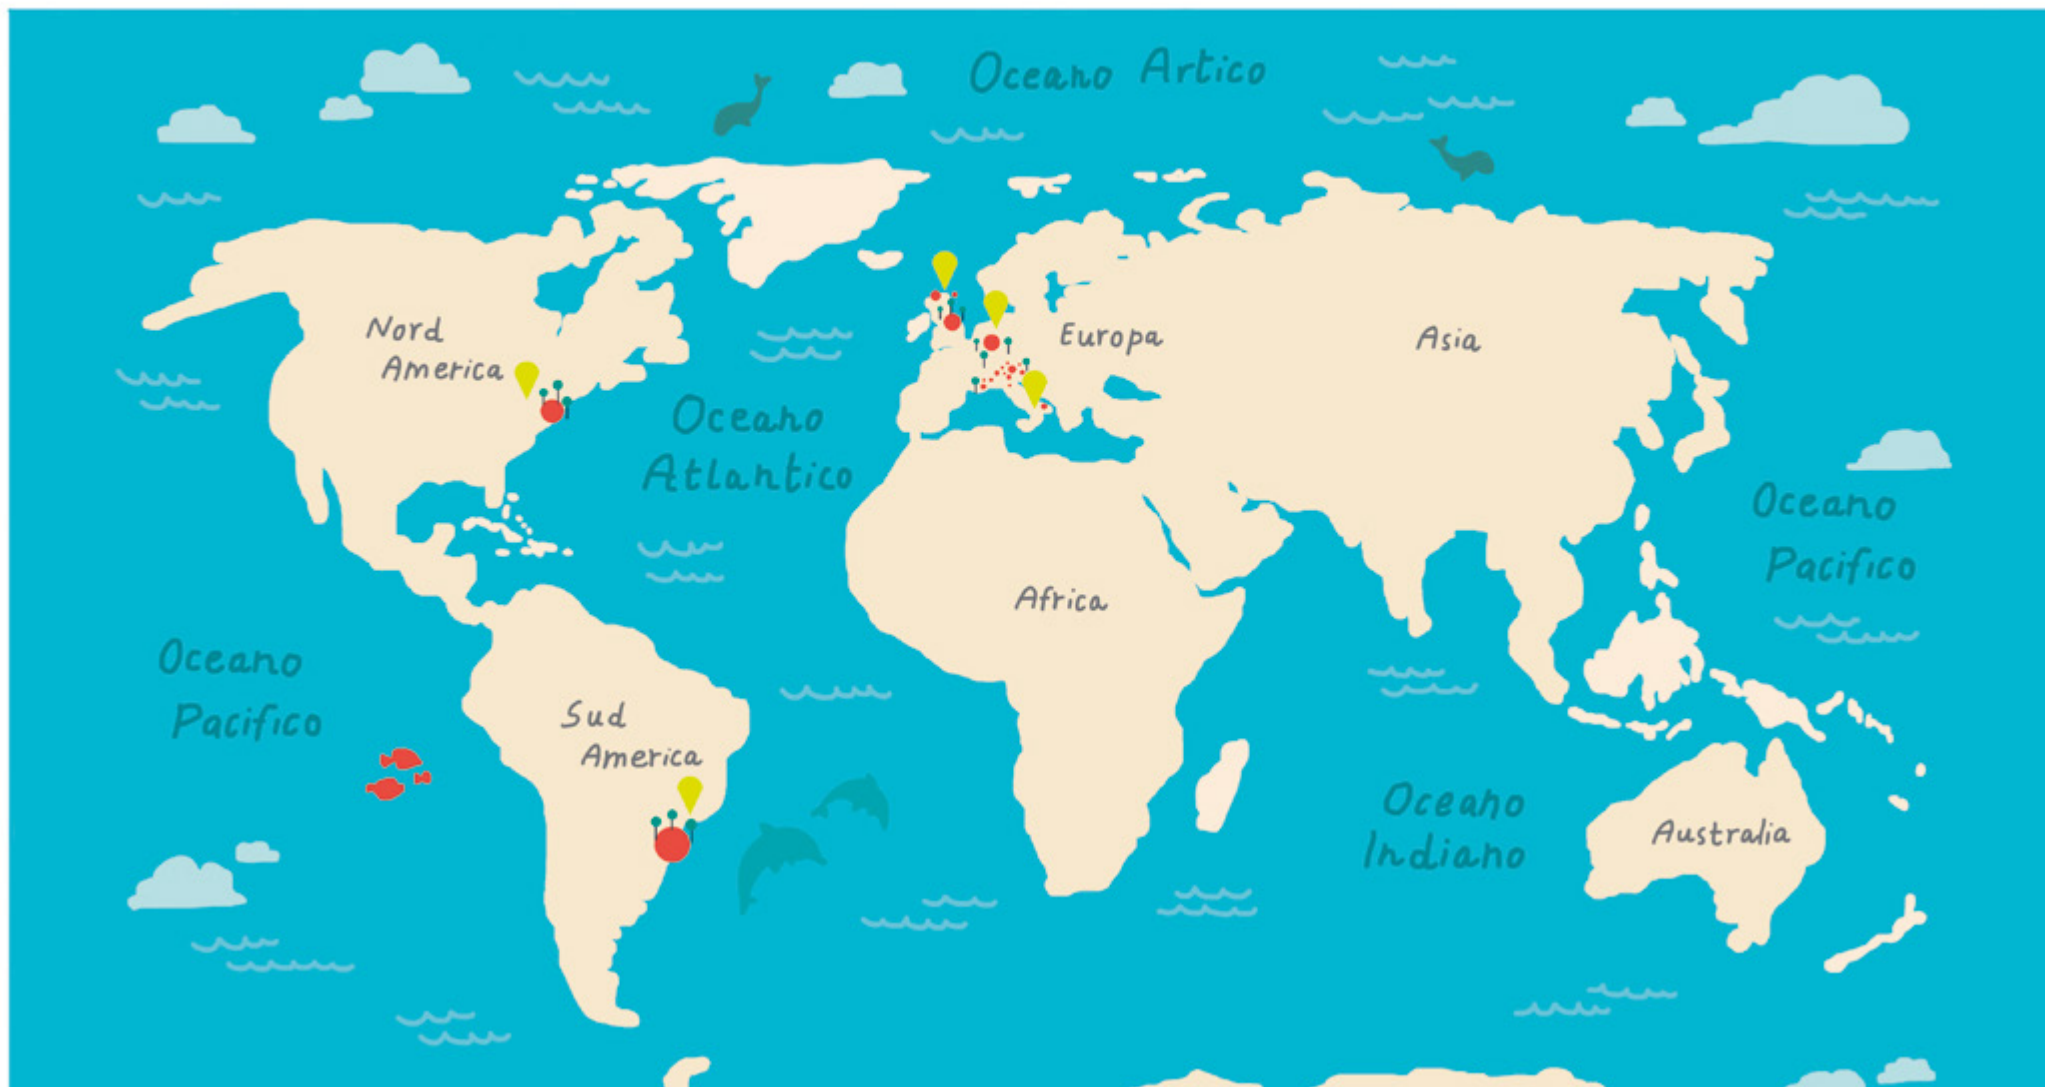 Oceano Artico
Nord
America
Europa
Asia
Oceano
Atlantico
Oceano
Pacifico
Africa
Oceano
Pacifico
Sud
America
Oceano
Indiano
Australia